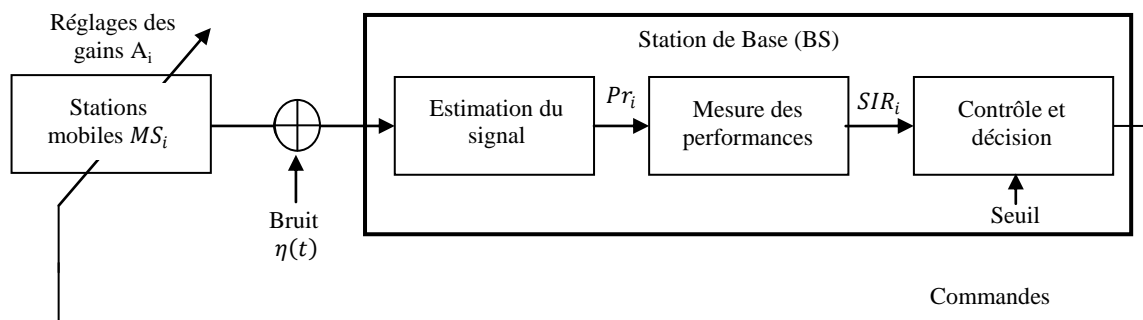 Réglages des
gains Aᵢ
Stations
mobiles 𝑀𝑆ᵢ
Bruit
𝜂(𝑡)
Station de Base (BS)
Estimation du
signal
𝑃𝑟ᵢ
Mesure des
performances
𝑆𝐼𝑅ᵢ
Contrôle et
décision
Seuil
Commandes